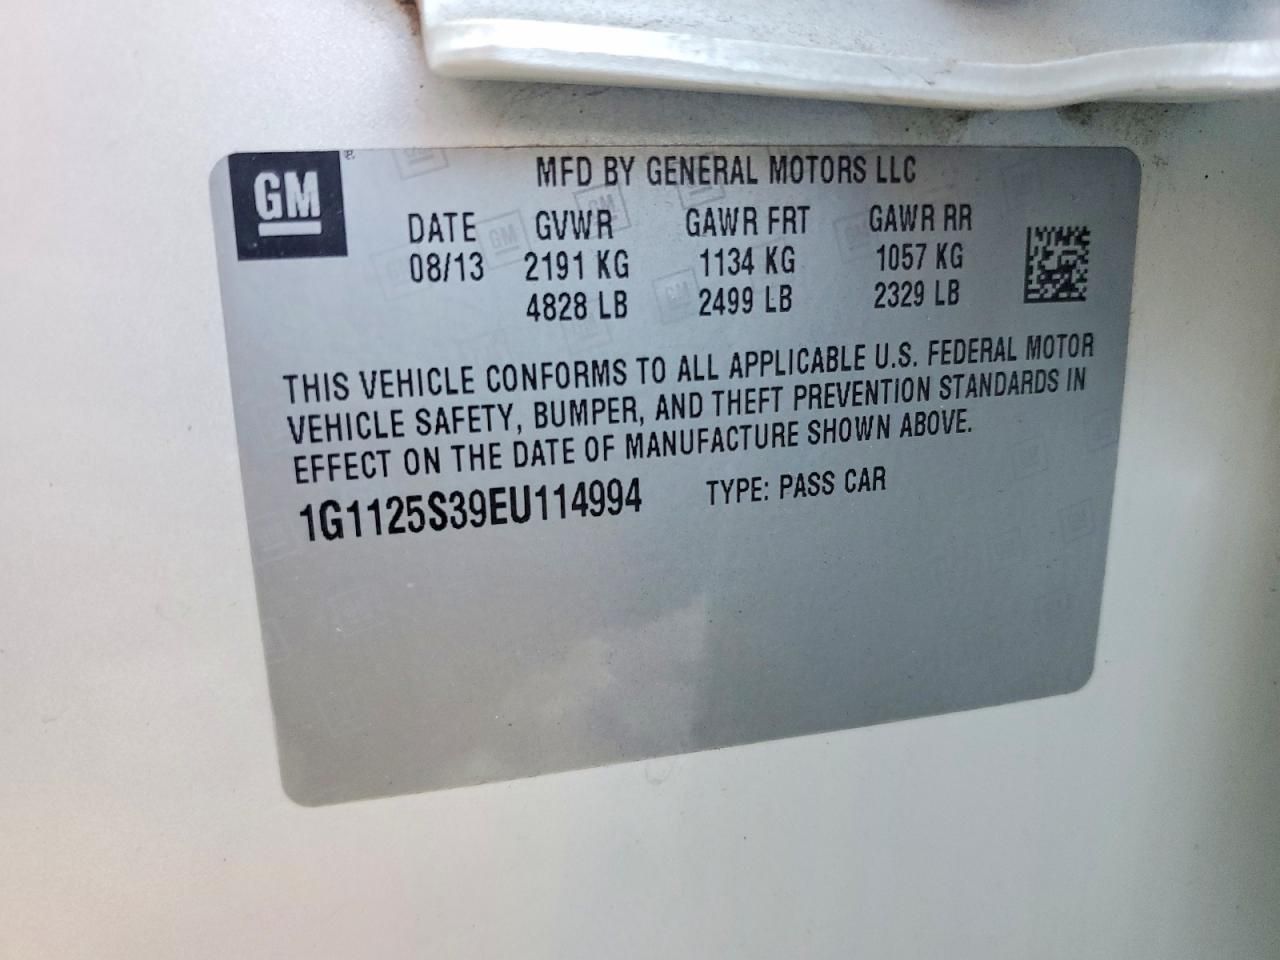 GM
MFD BY GENERAL MOTORS LLC
DATE GVWR GAWR FRT GAWR RR
08/13 2191 KG 1134 KG 1057 KG
4828 LB 2499 LB 2329 LB
THIS VEHICLE CONFORMS TO ALL APPLICABLE U.S. FEDERAL MOTOR
VEHICLE SAFETY, BUMPER, AND THEFT PREVENTION STANDARDS IN
EFFECT ON THE DATE OF MANUFACTURE SHOWN ABOVE.
1G1125S39EU114994 TYPE: PASS CAR